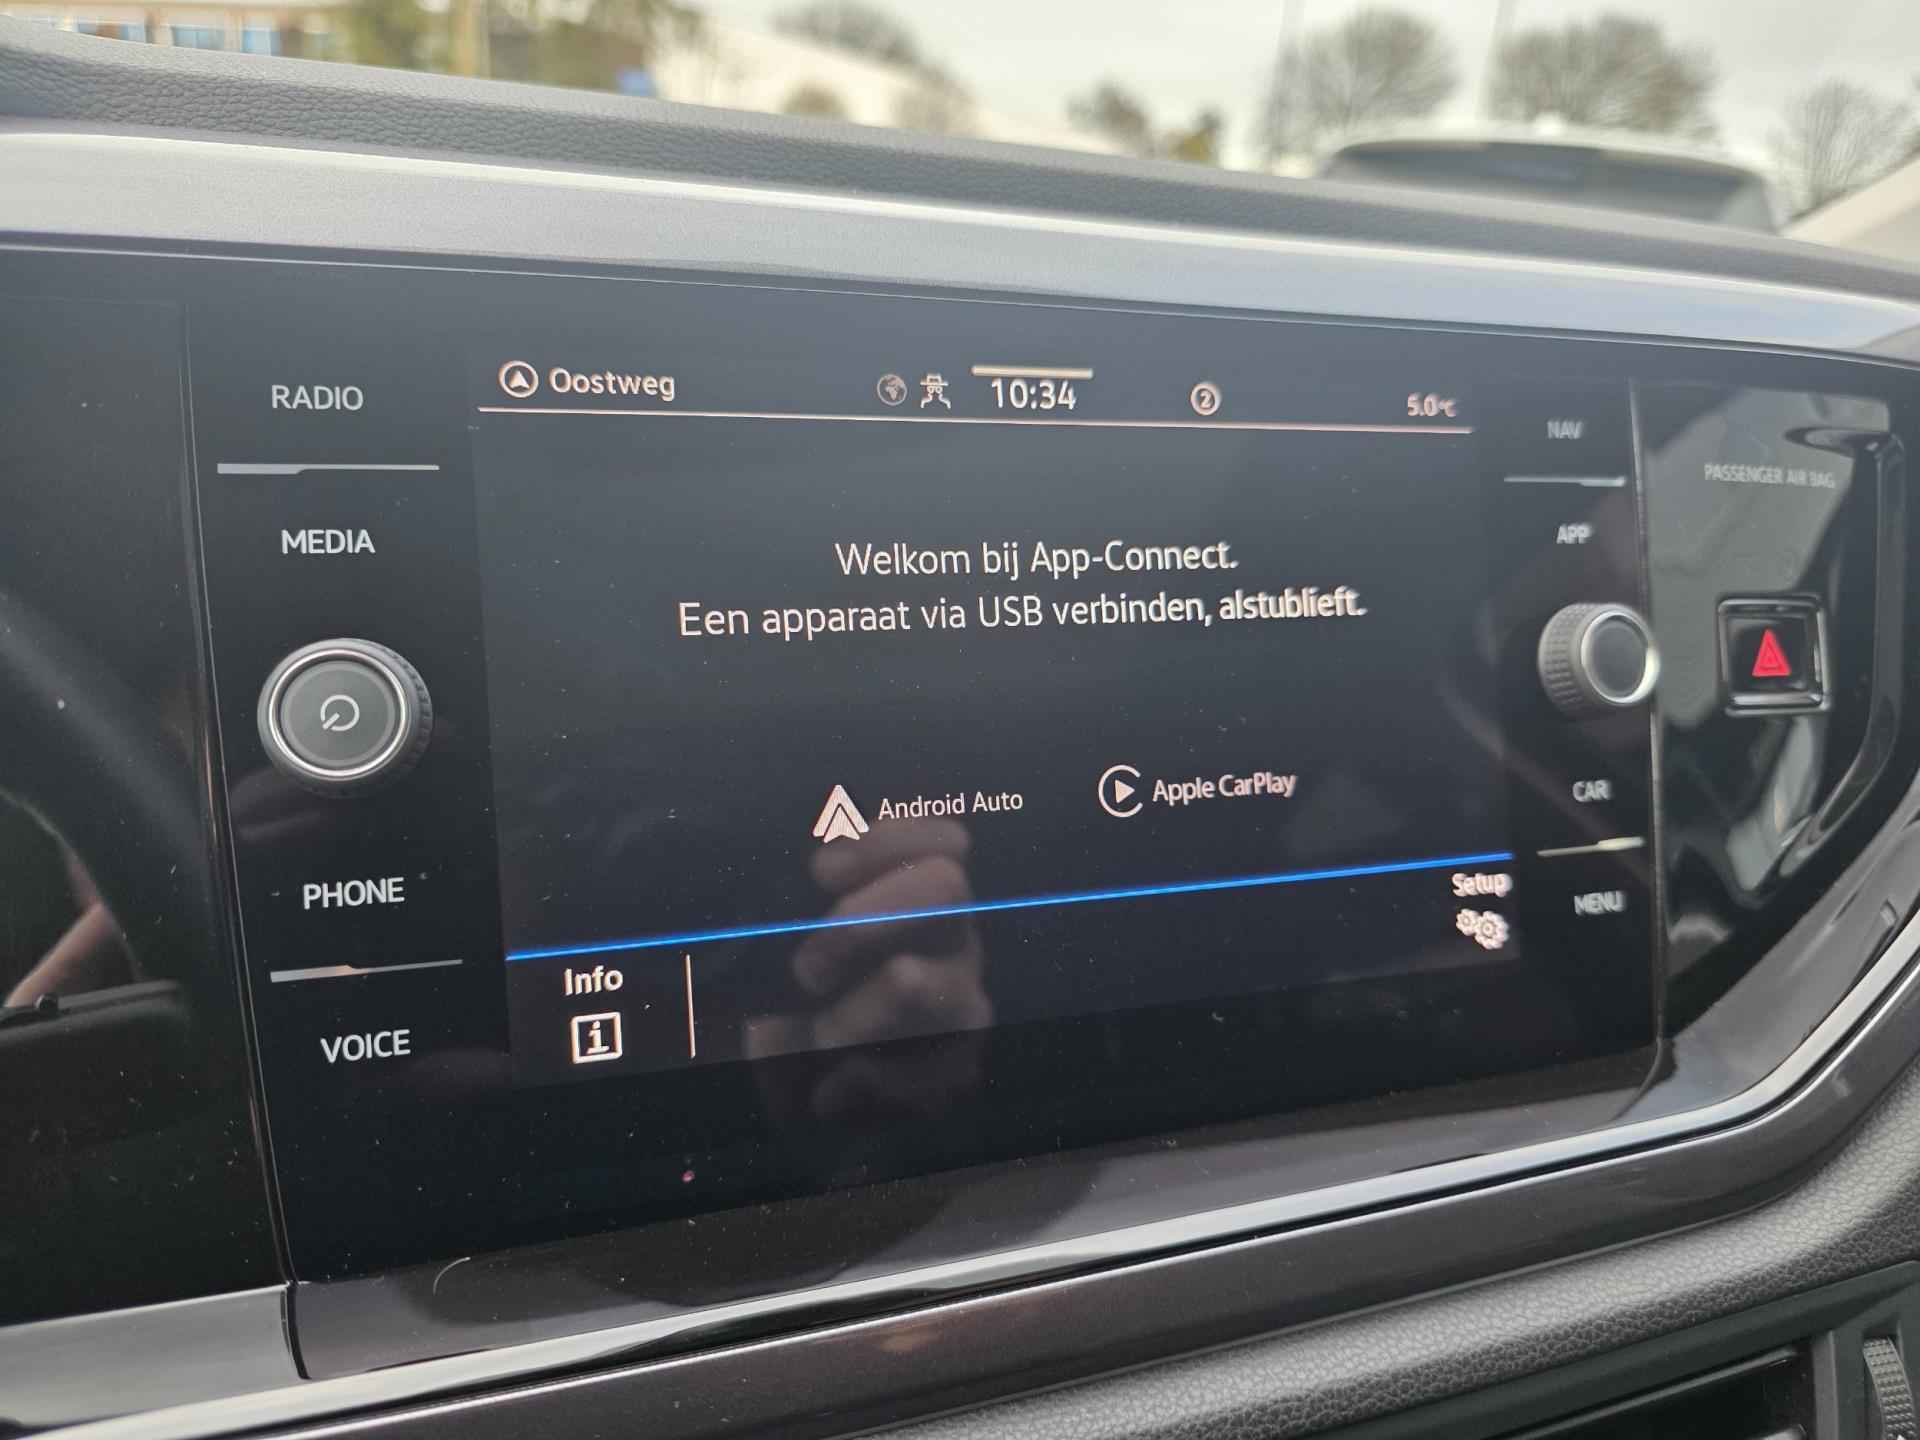 Oostweg 10:34 2 5.0°C
RADIO
MEDIA
PHONE
VOICE
Welkom bij App-Connect.
Een apparaat via USB verbinden, alstublieft.
Android Auto Apple CarPlay
Info
Setup
NAV
APP
CAR
MENU
PASSENGER AIR BAG